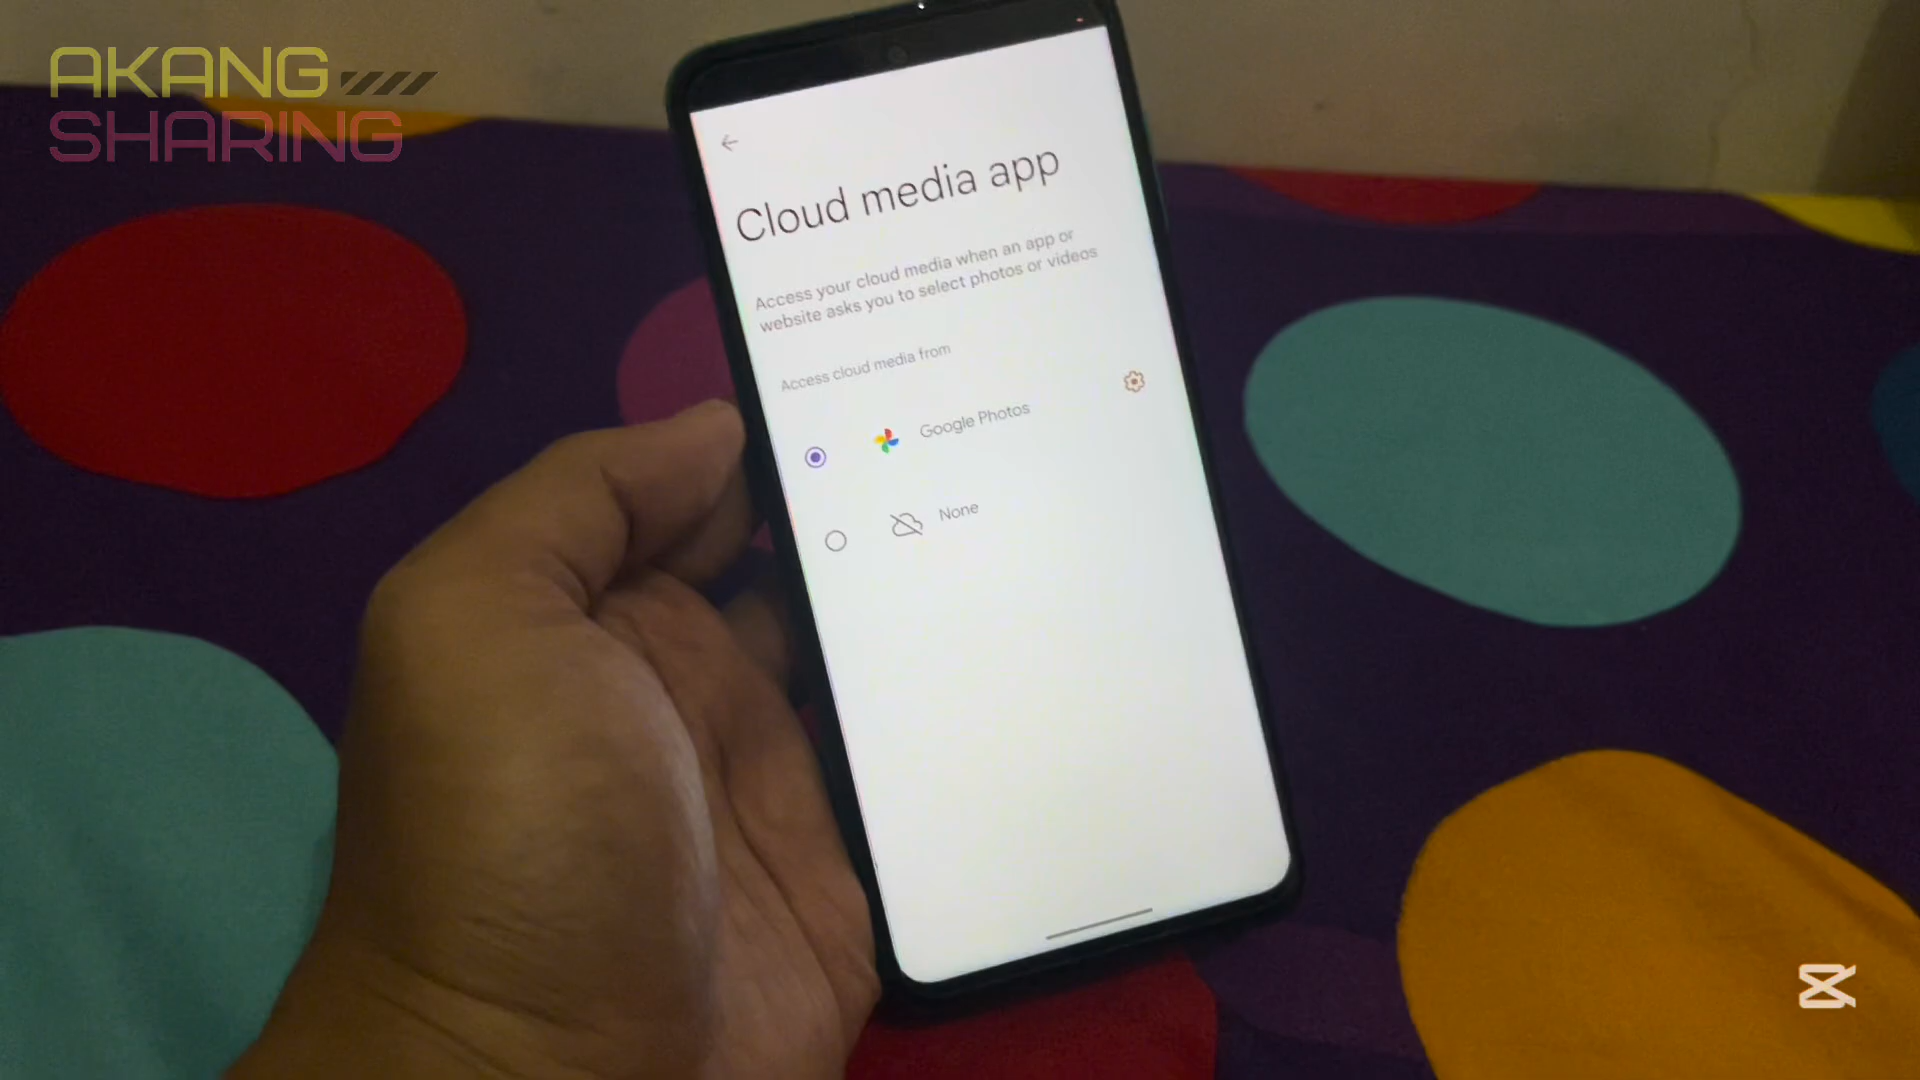 AKANG
SHARING
Cloud media app
Access your cloud media when an app or
website asks you to select photos or videos
Access cloud media from
Google Photos
None